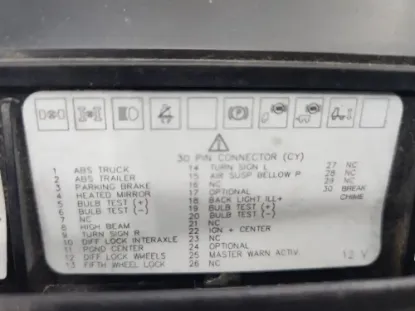 30 PIN CONNECTOR (CY)
1 ABS TRUCK
2 ABS TRAILER
3 PARKING BRAKE
4 HEATED MIRROR
5 BULB TEST (+)
6 BULB TEST (-)
7 NC
8 HIGH BEAM
9 TURN SIGN R
10 DIFF LOCK INTERAXLE
11 PGND CENTER
12 DIFF LOCK WHEELS
13 FIFTH WHEEL LOCK
14 TURN SIGN L
15 AIR SUSP BELLOW P
16 NC
17 OPTIONAL
18 BACK LIGHT ILL+
19 BULB TEST (+)
20 BULB TEST (-)
21 NC
22 IGN + CENTER
23 NC
24 OPTIONAL
25 MASTER WARN ACTIV.
26 NC
27 NC
28 NC
29 NC
30 BREAK
CHIME
12 V